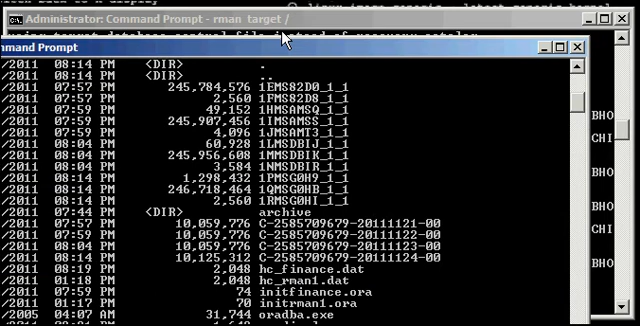 Administrator: Command Prompt - rman target /
mmand Prompt
/2011 08:14 PM <DIR> .
/2011 08:14 PM <DIR> ..
/2011 07:57 PM 245,784,576 1EMS82D0_1_1
/2011 07:57 PM 2,560 1FMS82D8_1_1
/2011 07:59 PM 49,152 1HMSAMSQ_1_1
/2011 07:59 PM 245,907,456 1IMSAMSS_1_1
/2011 07:59 PM 4,096 1JMSAMT3_1_1
/2011 08:04 PM 60,928 1LMSDBIJ_1_1
/2011 08:04 PM 245,956,608 1MMSDBIK_1_1
/2011 08:04 PM 3,584 1NMSDBIR_1_1
/2011 08:14 PM 1,298,432 1PMSG0H9_1_1
/2011 08:14 PM 246,718,464 1QMSG0HB_1_1
/2011 08:14 PM 2,560 1RMSG0HI_1_1
/2011 07:44 PM <DIR> archive
/2011 07:57 PM 10,059,776 C-2585709679-20111121-00
/2011 07:59 PM 10,059,776 C-2585709679-20111122-00
/2011 08:04 PM 10,059,776 C-2585709679-20111123-00
/2011 08:14 PM 10,125,312 C-2585709679-20111124-00
/2011 08:19 PM 2,048 hc_finance.dat
/2011 01:18 PM 2,048 hc_rman1.dat
/2011 07:59 PM 74 initfinance.ora
/2011 01:17 PM 70 initrman1.ora
/2005 04:07 AM 31,744 oradba.exe
BHO
CHI
BHO
BHO
CHI
BHO